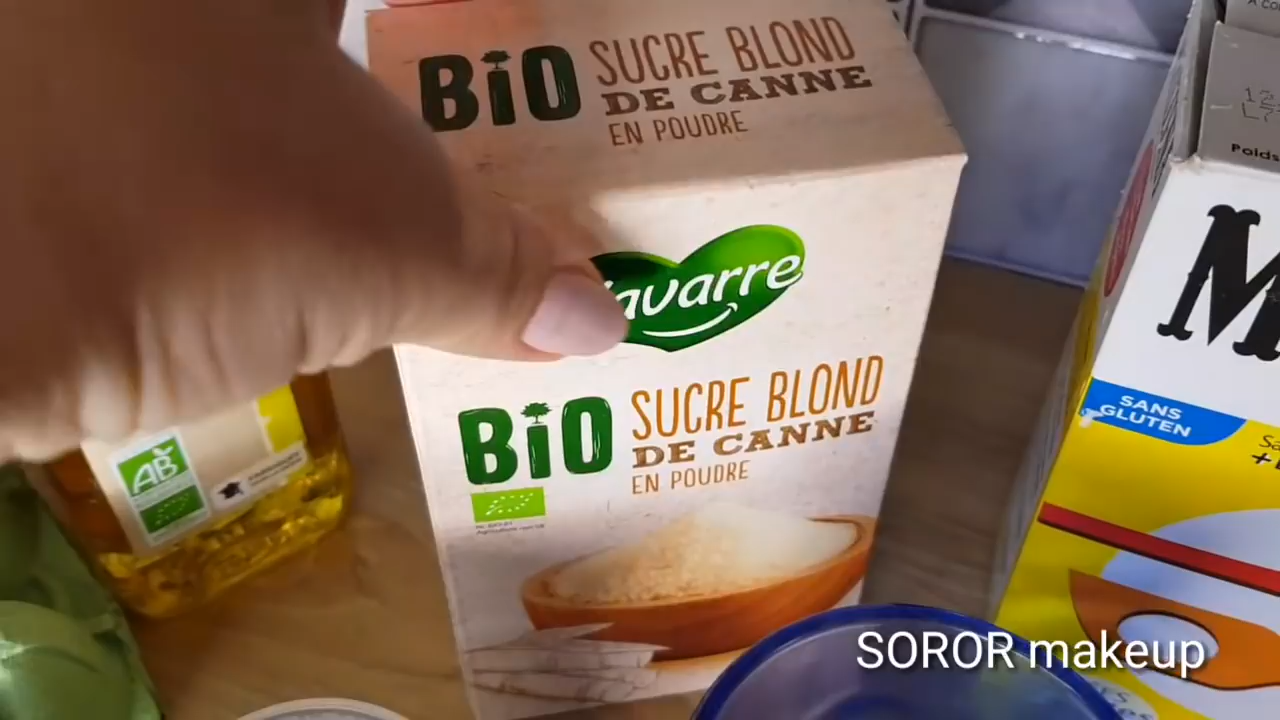 BiO SUCRE BLOND
DE CANNE
EN POUDRE
avarre
BiO SUCRE BLOND
DE CANNE
EN POUDRE
AB
SANS
GLUTEN
M
Poids
SOROR makeup